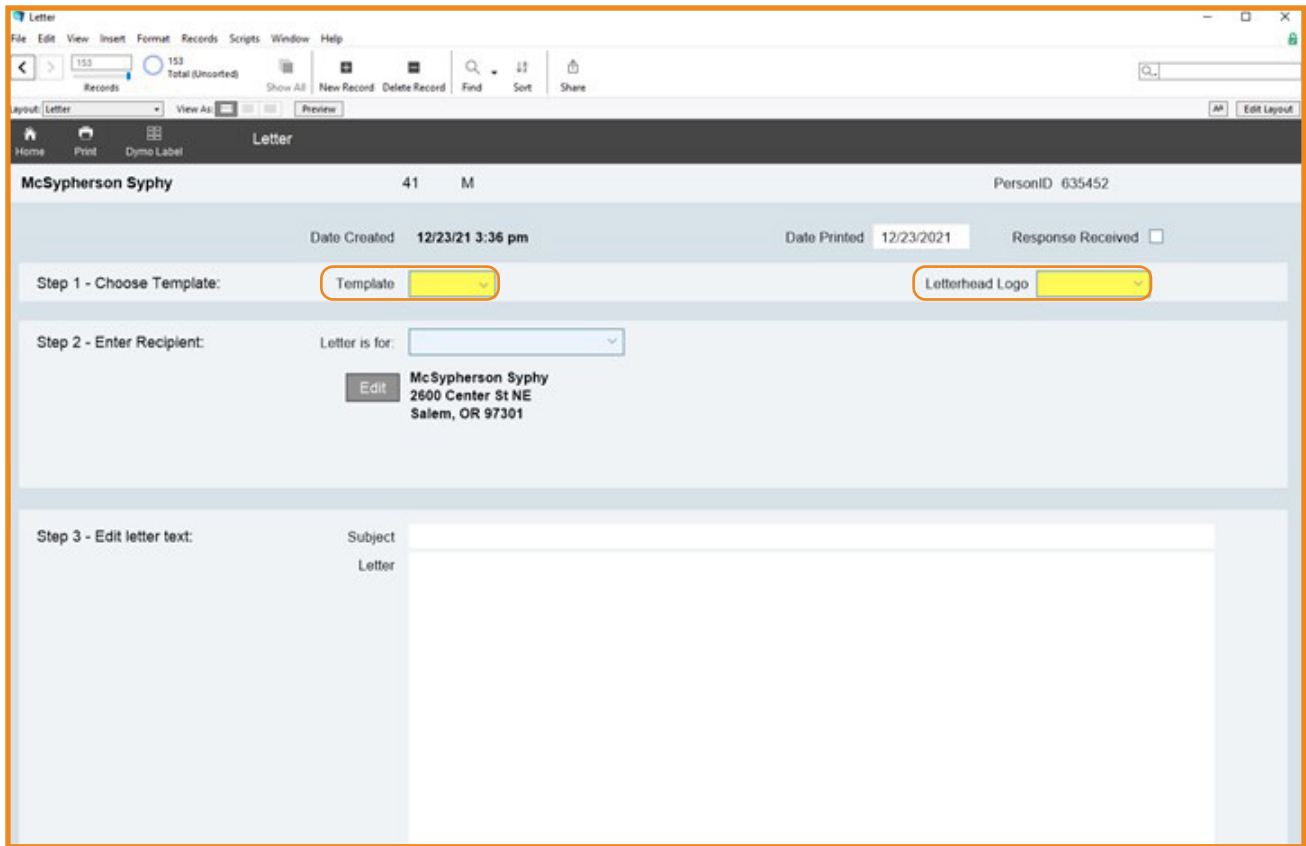 Letter
File Edit View Insert Format Records Scripts Window Help
153
153
Total (Unsorted)
Records
Show All New Record Delete Record Find Sort Share
Layout: Letter View As: Preview Aa Edit Layout
Home Print Dymo Label Letter
McSypherson Syphy 41 M PersonID 635452
Date Created 12/23/21 3:36 pm Date Printed 12/23/2021 Response Received
Step 1 - Choose Template: Template Letterhead Logo
Step 2 - Enter Recipient: Letter is for:
Edit
McSypherson Syphy
2600 Center St NE
Salem, OR 97301
Step 3 - Edit letter text: Subject
Letter